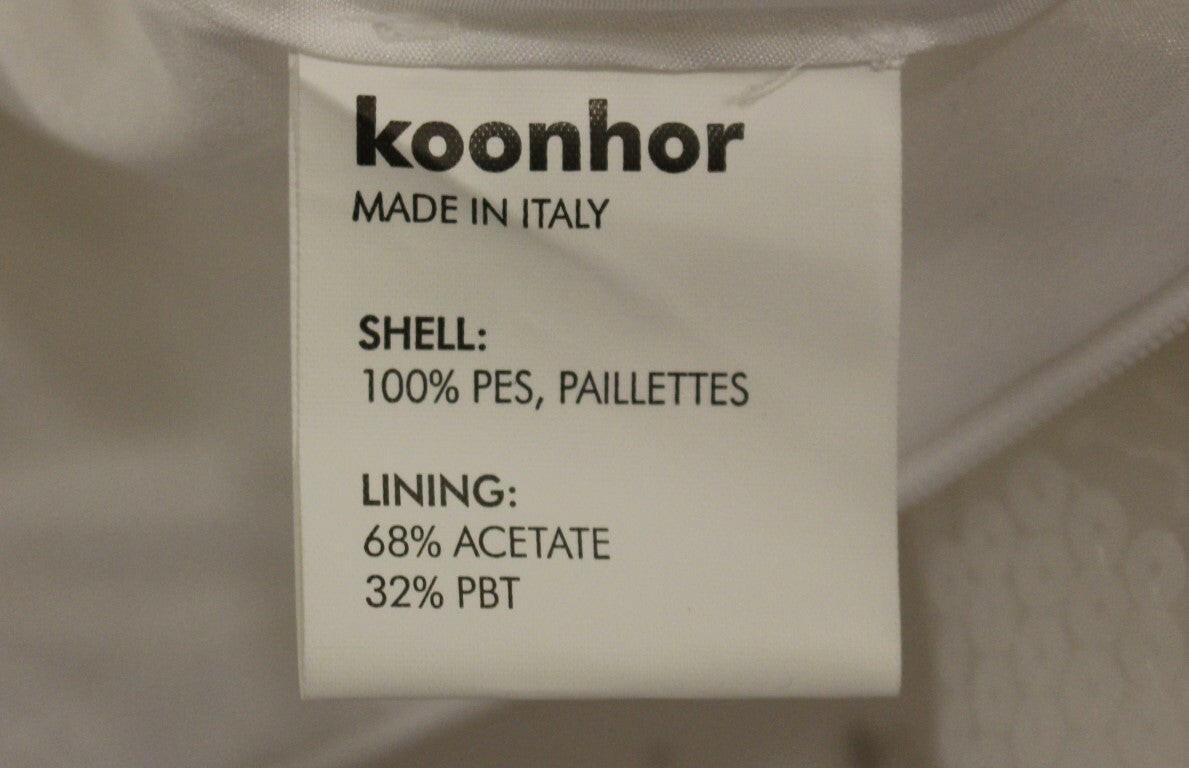 koonhor
MADE IN ITALY
SHELL:
100% PES, PAILLETTES
LINING:
68% ACETATE
32% PBT